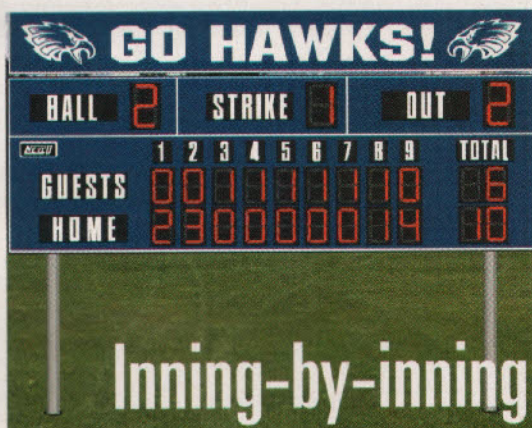 GO HAWKS!
BALL 2 STRIKE 1 OUT 2
1 2 3 4 5 6 7 8 9 TOTAL
GUESTS 0 0 1 1 1 1 1 1 0 6
HOME 2 3 0 0 0 0 0 1 4 10
Inning-by-inning